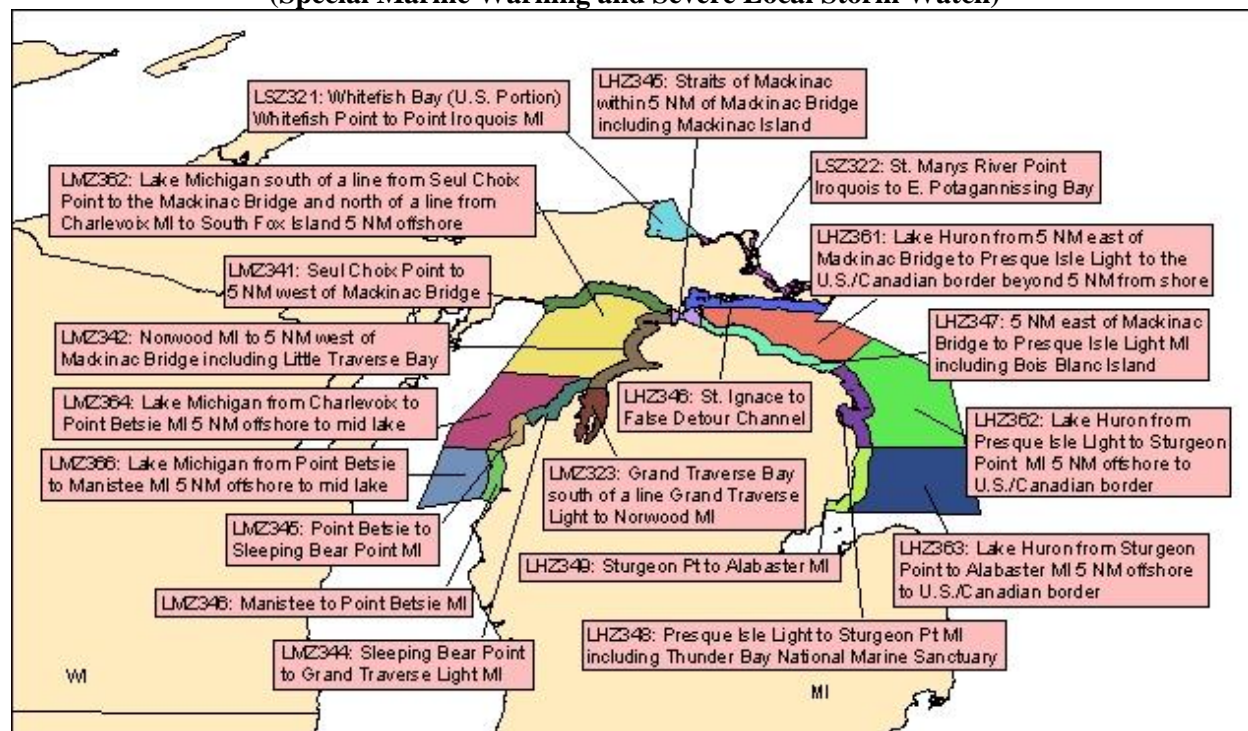 (Special Marine Warning and Severe Local Storm Watch)
LSZ321: Whitefish Bay (U.S. Portion)
Whitefish Point to Point Iroquois MI
LHZ345: Straits of Mackinac
within 5 NM of Mackinac Bridge
including Mackinac Island
LSZ322: St. Marys River Point
Iroquois to E. Potagannissing Bay
LMZ362: Lake Michigan south of a line from Seul Choix
Point to the Mackinac Bridge and north of a line from
Charlevoix MI to South Fox Island 5 NM offshore
LHZ361: Lake Huron from 5 NM east of
Mackinac Bridge to Presque Isle Light to the
U.S./Canadian border beyond 5 NM from shore
LMZ341: Seul Choix Point to
5 NM west of Mackinac Bridge
LMZ342: Norwood MI to 5 NM west of
Mackinac Bridge including Little Traverse Bay
LHZ347: 5 NM east of Mackinac
Bridge to Presque Isle Light MI
including Bois Blanc Island
LMZ364: Lake Michigan from Charlevoix to
Point Betsie MI 5 NM offshore to mid lake
LHZ346: St. Ignace to
False Detour Channel
LHZ362: Lake Huron from
Presque Isle Light to Sturgeon
Point MI 5 NM offshore to
U.S./Canadian border
LMZ366: Lake Michigan from Point Betsie
to Manistee MI 5 NM offshore to mid lake
LMZ323: Grand Traverse Bay
south of a line Grand Traverse
Light to Norwood MI
LMZ345: Point Betsie to
Sleeping Bear Point MI
LHZ349: Sturgeon Pt to Alabaster MI
LHZ363: Lake Huron from Sturgeon
Point to Alabaster MI 5 NM offshore
to U.S./Canadian border
LMZ346: Manistee to Point Betsie MI
LHZ348: Presque Isle Light to Sturgeon Pt MI
including Thunder Bay National Marine Sanctuary
LMZ344: Sleeping Bear Point
to Grand Traverse Light MI
WI
MI